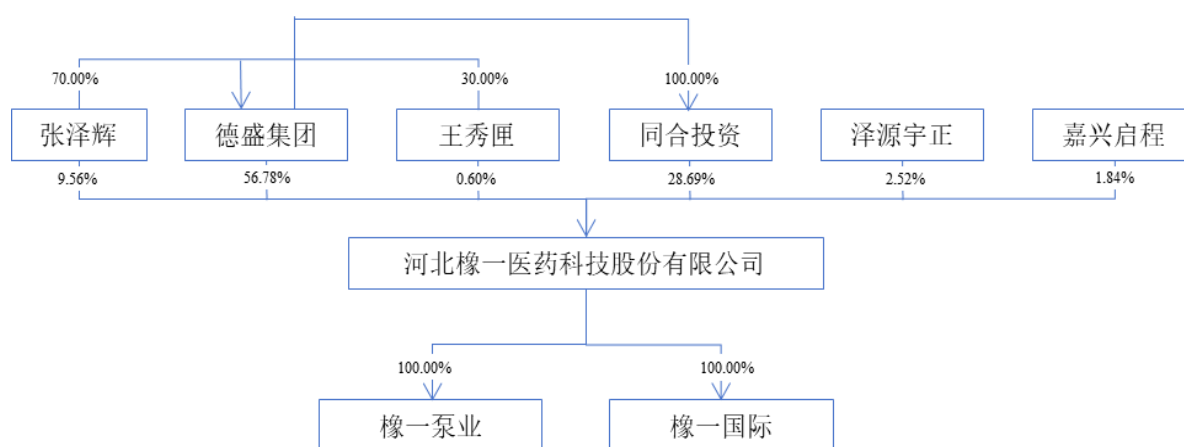 70.00%
30.00%
100.00%
张泽辉
德盛集团
王秀匣
同合投资
泽源宇正
嘉兴启程
9.56%
56.78%
0.60%
28.69%
2.52%
1.84%
河北橡一医药科技股份有限公司
100.00%
100.00%
橡一泵业
橡一国际